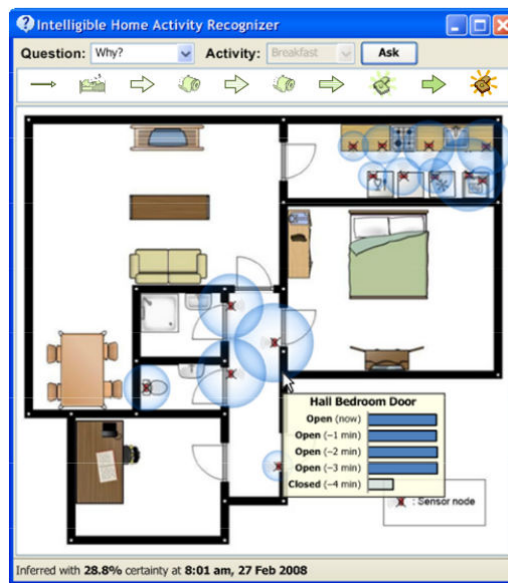 Intelligible Home Activity Recognizer
Question: Why? Activity: Breakfast Ask
Hall Bedroom Door
Open (now)
Open (−1 min)
Open (−2 min)
Open (−3 min)
Closed (−4 min)
: Sensor node
Inferred with 28.8% certainty at 8:01 am, 27 Feb 2008